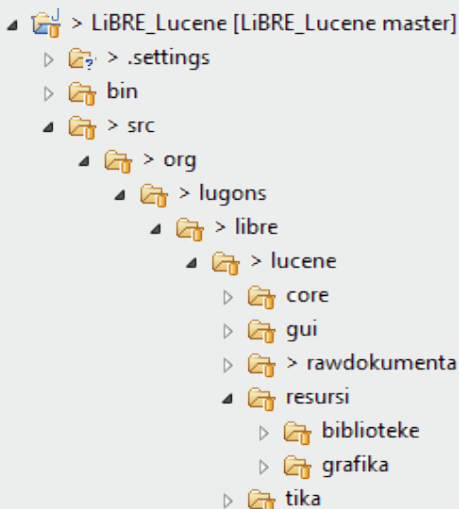 > LiBRE_Lucene [LiBRE_Lucene master]
> .settings
bin
> src
> org
> lugons
> libre
> lucene
core
gui
> rawdokumenta
resursi
biblioteke
grafika
tika